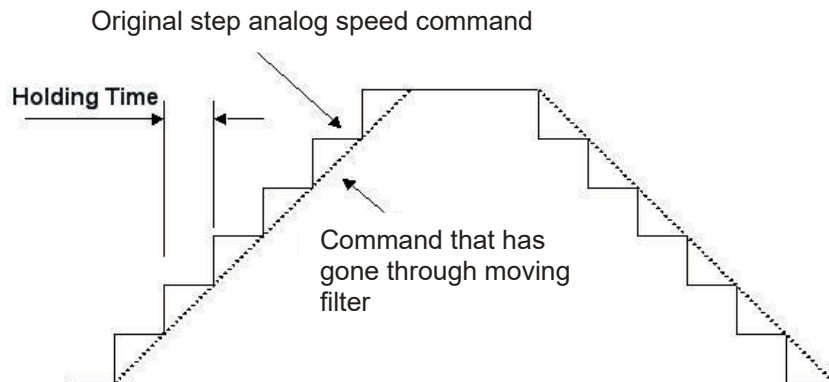 Original step analog speed command
Holding Time
Command that has
gone through moving
filter